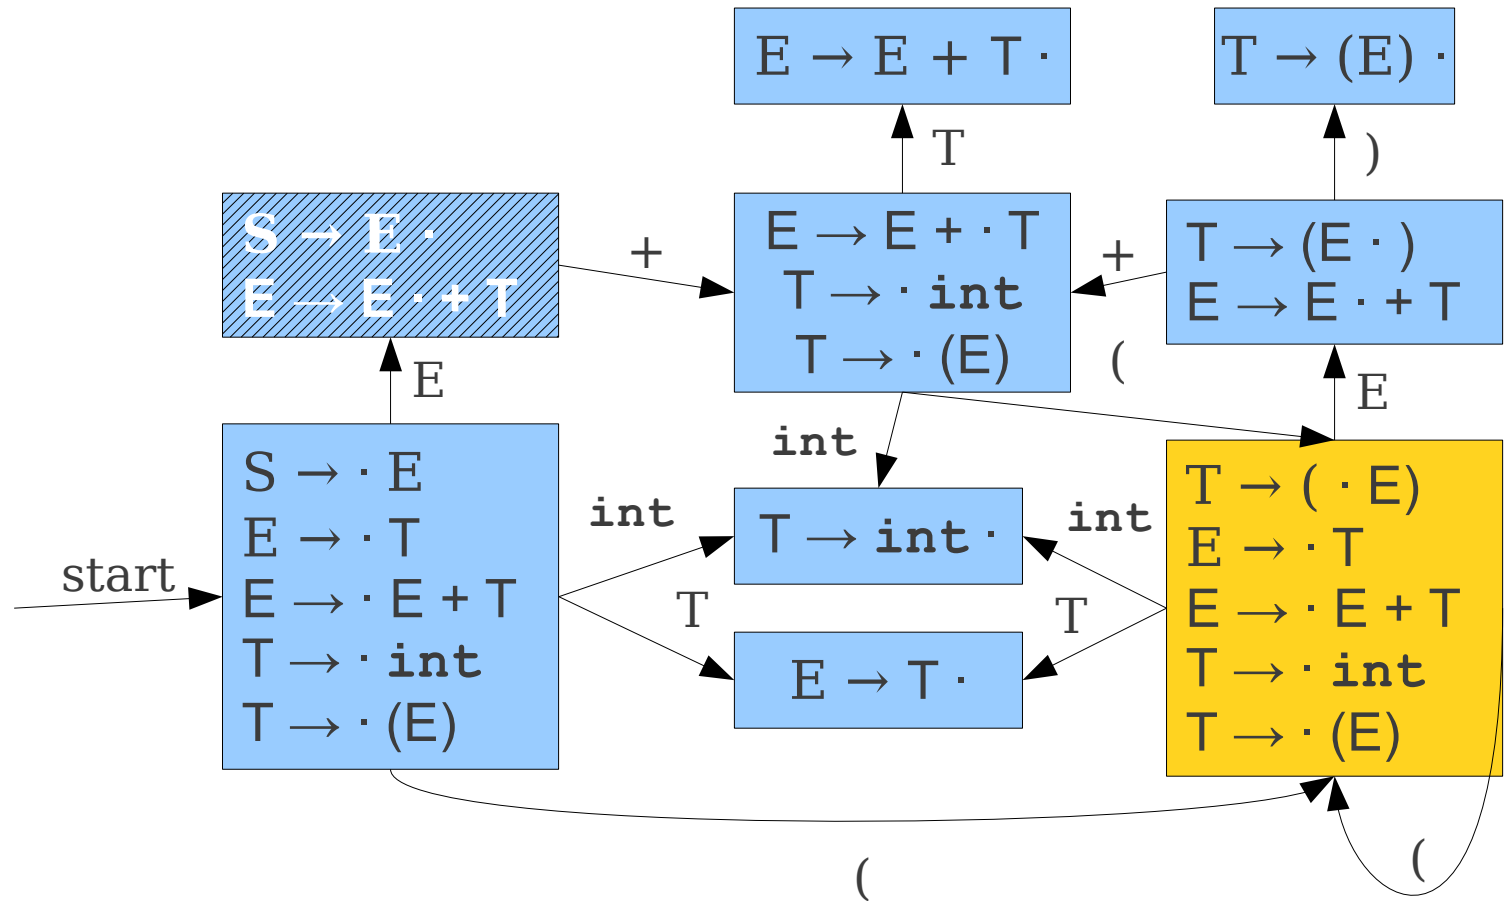 E → E + T ·
T → (E) ·
T
)
S → E ·
E → E · + T
+
E → E + · T
T → · int
T → · (E)
+
T → (E · )
E → E · + T
E
(
E
int
S → · E
E → · T
E → · E + T
T → · int
T → · (E)
start
int
T
T → int ·
E → T ·
int
T
T → ( · E)
E → · T
E → · E + T
T → · int
T → · (E)
(
(